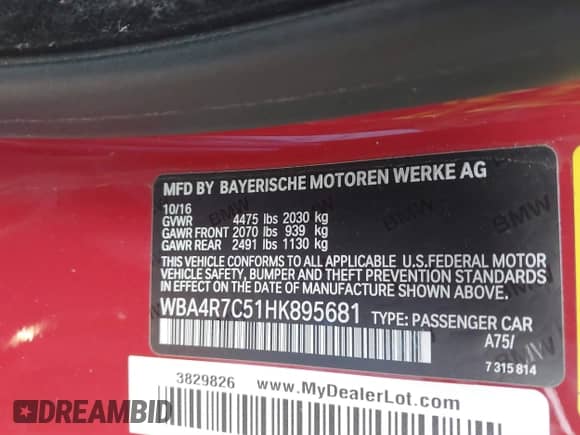 MFD BY BAYERISCHE MOTOREN WERKE AG
10/16
GVWR 4475 lbs 2030 kg
GAWR FRONT 2070 lbs 939 kg
GAWR REAR 2491 lbs 1130 kg
THIS VEHICLE CONFORMS TO ALL APPLICABLE U.S.FEDERAL MOTOR
VEHICLE SAFETY, BUMPER AND THEFT PREVENTION STANDARDS
IN EFFECT ON THE DATE OF MANUFACTURE SHOWN ABOVE.
WBA4R7C51HK895681 TYPE: PASSENGER CAR
A75/
7315814
3829826 www.MyDealerLot.com
DREAMBID
BMW